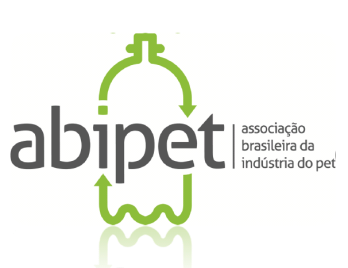 abipet
associação
brasileira da
indústria do pet